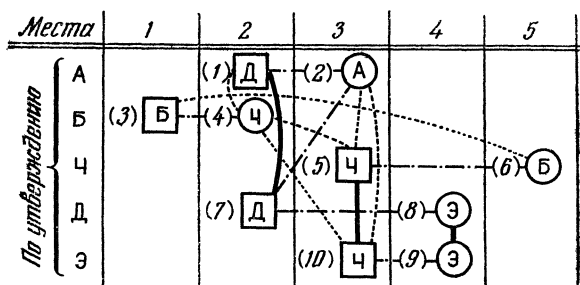 Места 1 2 3 4 5
По утверждению
А (1) Д (2) А
Б (3) Б (4) Ч
Ч (5) Ч (6) Б
Д (7) Д (8) Э
Э (10) Ч (9) Э